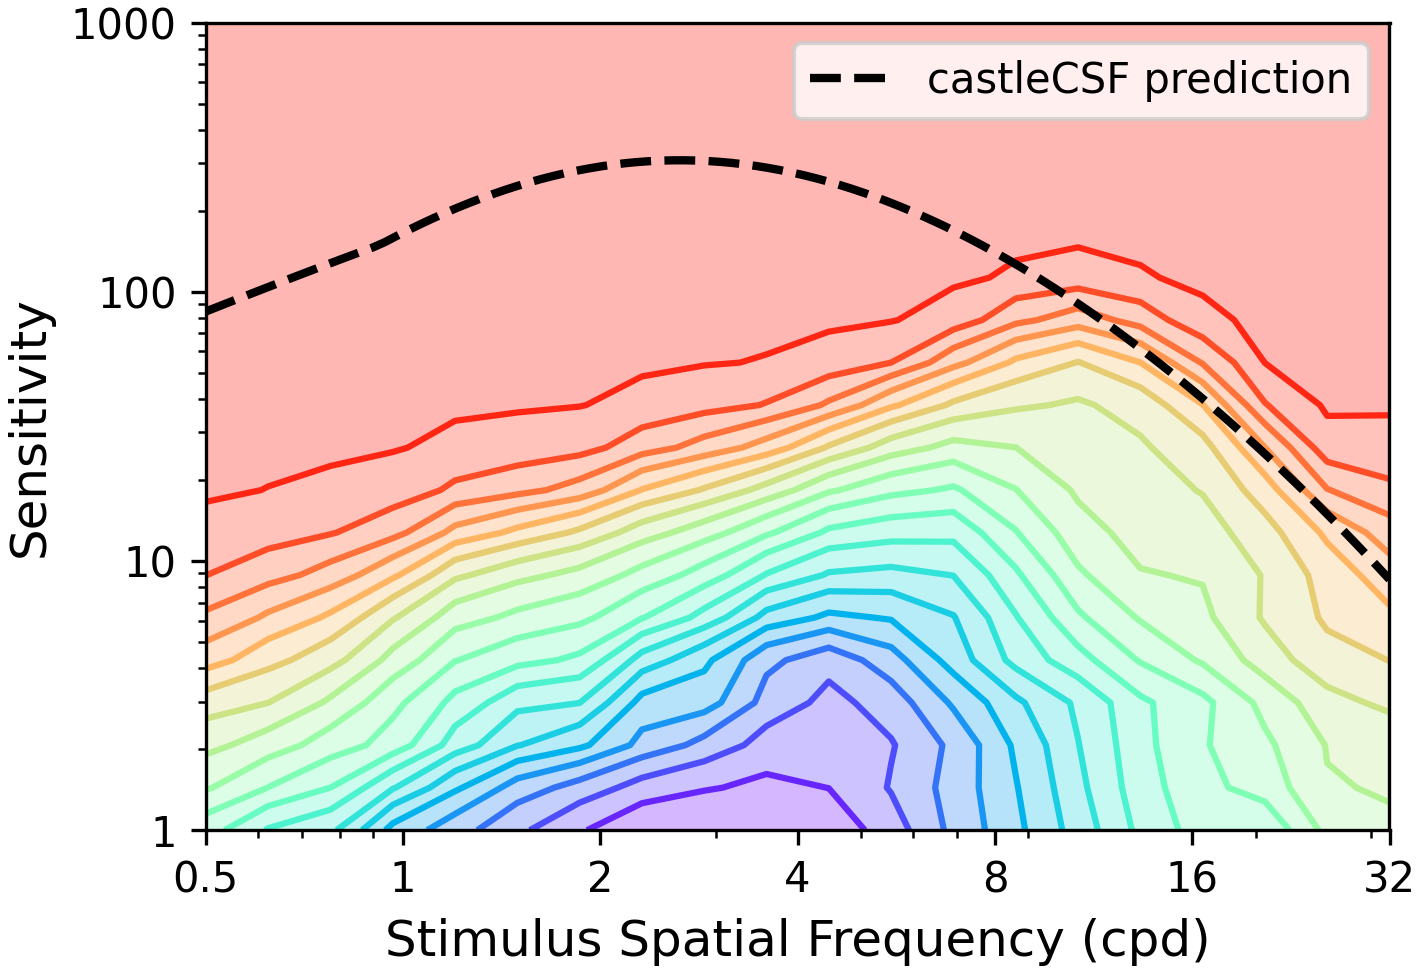 1000
castleCSF prediction
100
Sensitivity
10
1
0.5 1 2 4 8 16 32
Stimulus Spatial Frequency (cpd)